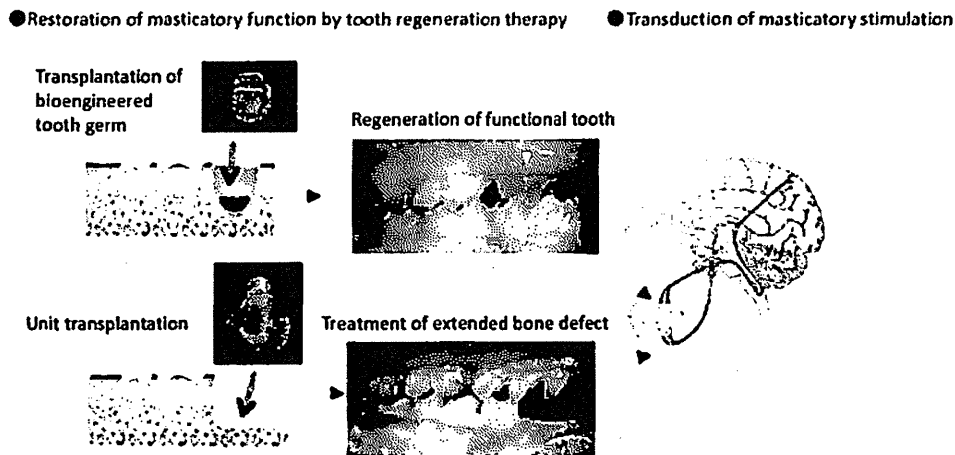 ●Restoration of masticatory function by tooth regeneration therapy
●Transduction of masticatory stimulation
Transplantation of
bioengineered
tooth germ
Regeneration of functional tooth
Unit transplantation
Treatment of extended bone defect